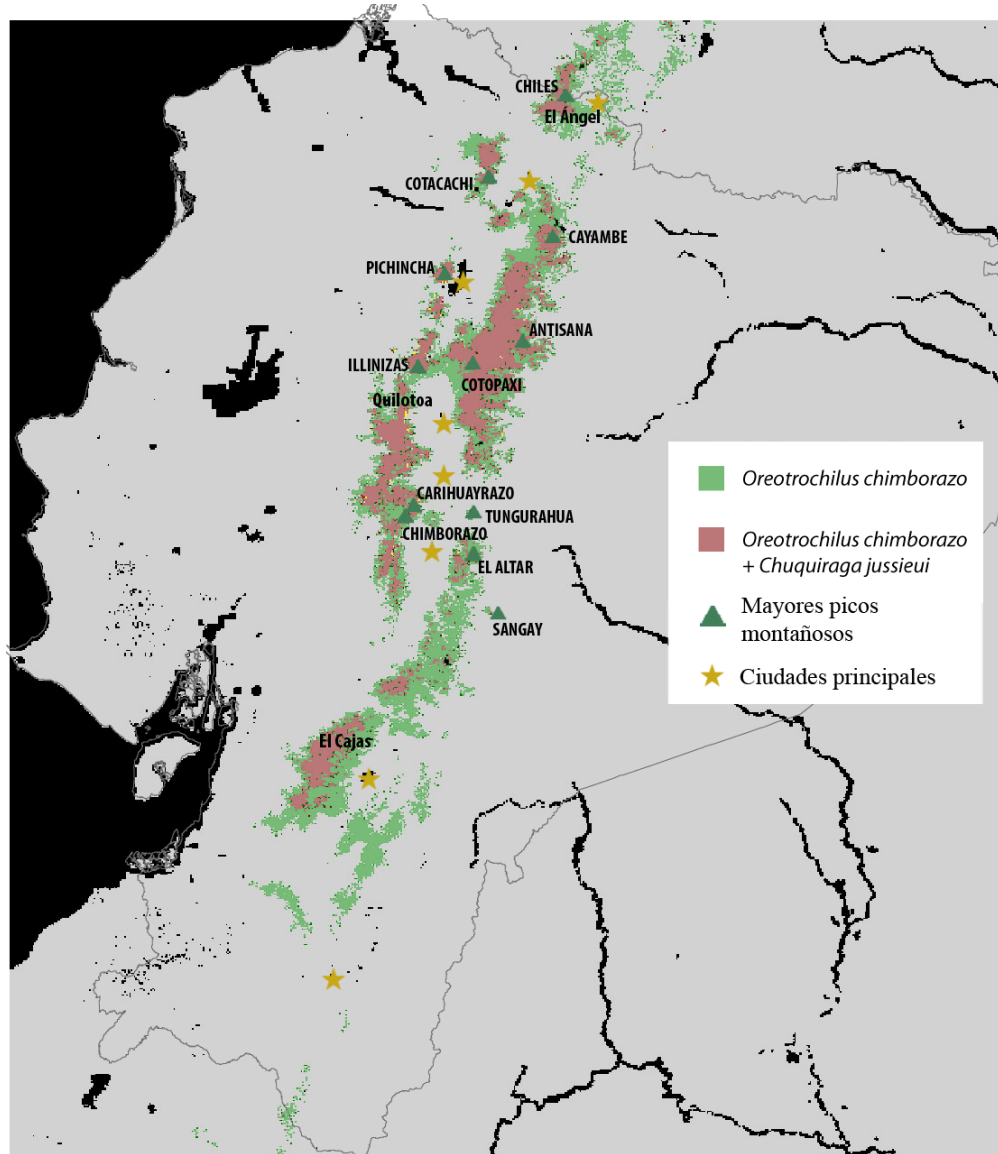 CHILES
El Ángel
COTACACHI
CAYAMBE
PICHINCHA
ANTISANA
ILLINIZAS
COTOPAXI
Quilotoa
CARIHUAYRAZO
TUNGURAHUA
CHIMBORAZO
EL ALTAR
SANGAY
El Cajas
Oreotrochilus chimborazo
Oreotrochilus chimborazo
+ Chuquiraga jussieui
Mayores picos
montañosos
Ciudades principales